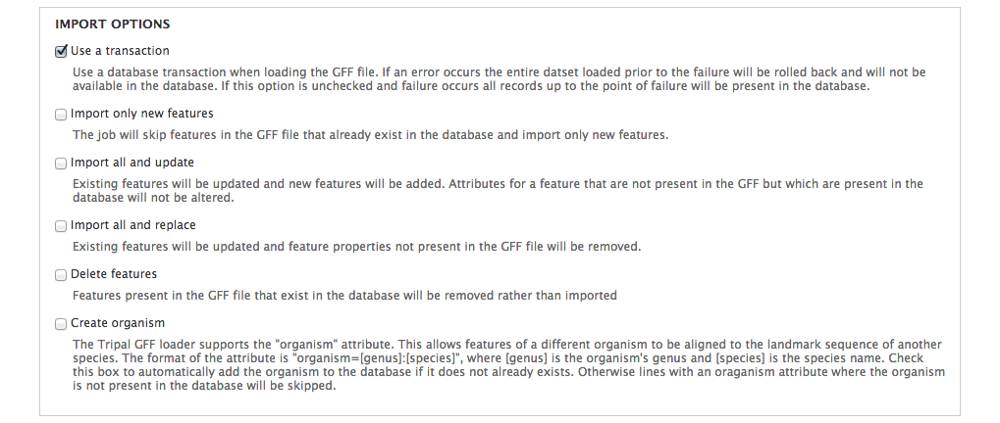 IMPORT OPTIONS
Use a transaction
Use a database transaction when loading the GFF file. If an error occurs the entire datset loaded prior to the failure will be rolled back and will not be
available in the database. If this option is unchecked and failure occurs all records up to the point of failure will be present in the database.
Import only new features
The job will skip features in the GFF file that already exist in the database and import only new features.
Import all and update
Existing features will be updated and new features will be added. Attributes for a feature that are not present in the GFF but which are present in the
database will not be altered.
Import all and replace
Existing features will be updated and feature properties not present in the GFF file will be removed.
Delete features
Features present in the GFF file that exist in the database will be removed rather than imported
Create organism
The Tripal GFF loader supports the "organism" attribute. This allows features of a different organism to be aligned to the landmark sequence of another
species. The format of the attribute is "organism=[genus]:[species]", where [genus] is the organism's genus and [species] is the species name. Check
this box to automatically add the organism to the database if it does not already exists. Otherwise lines with an oraganism attribute where the organism
is not present in the database will be skipped.